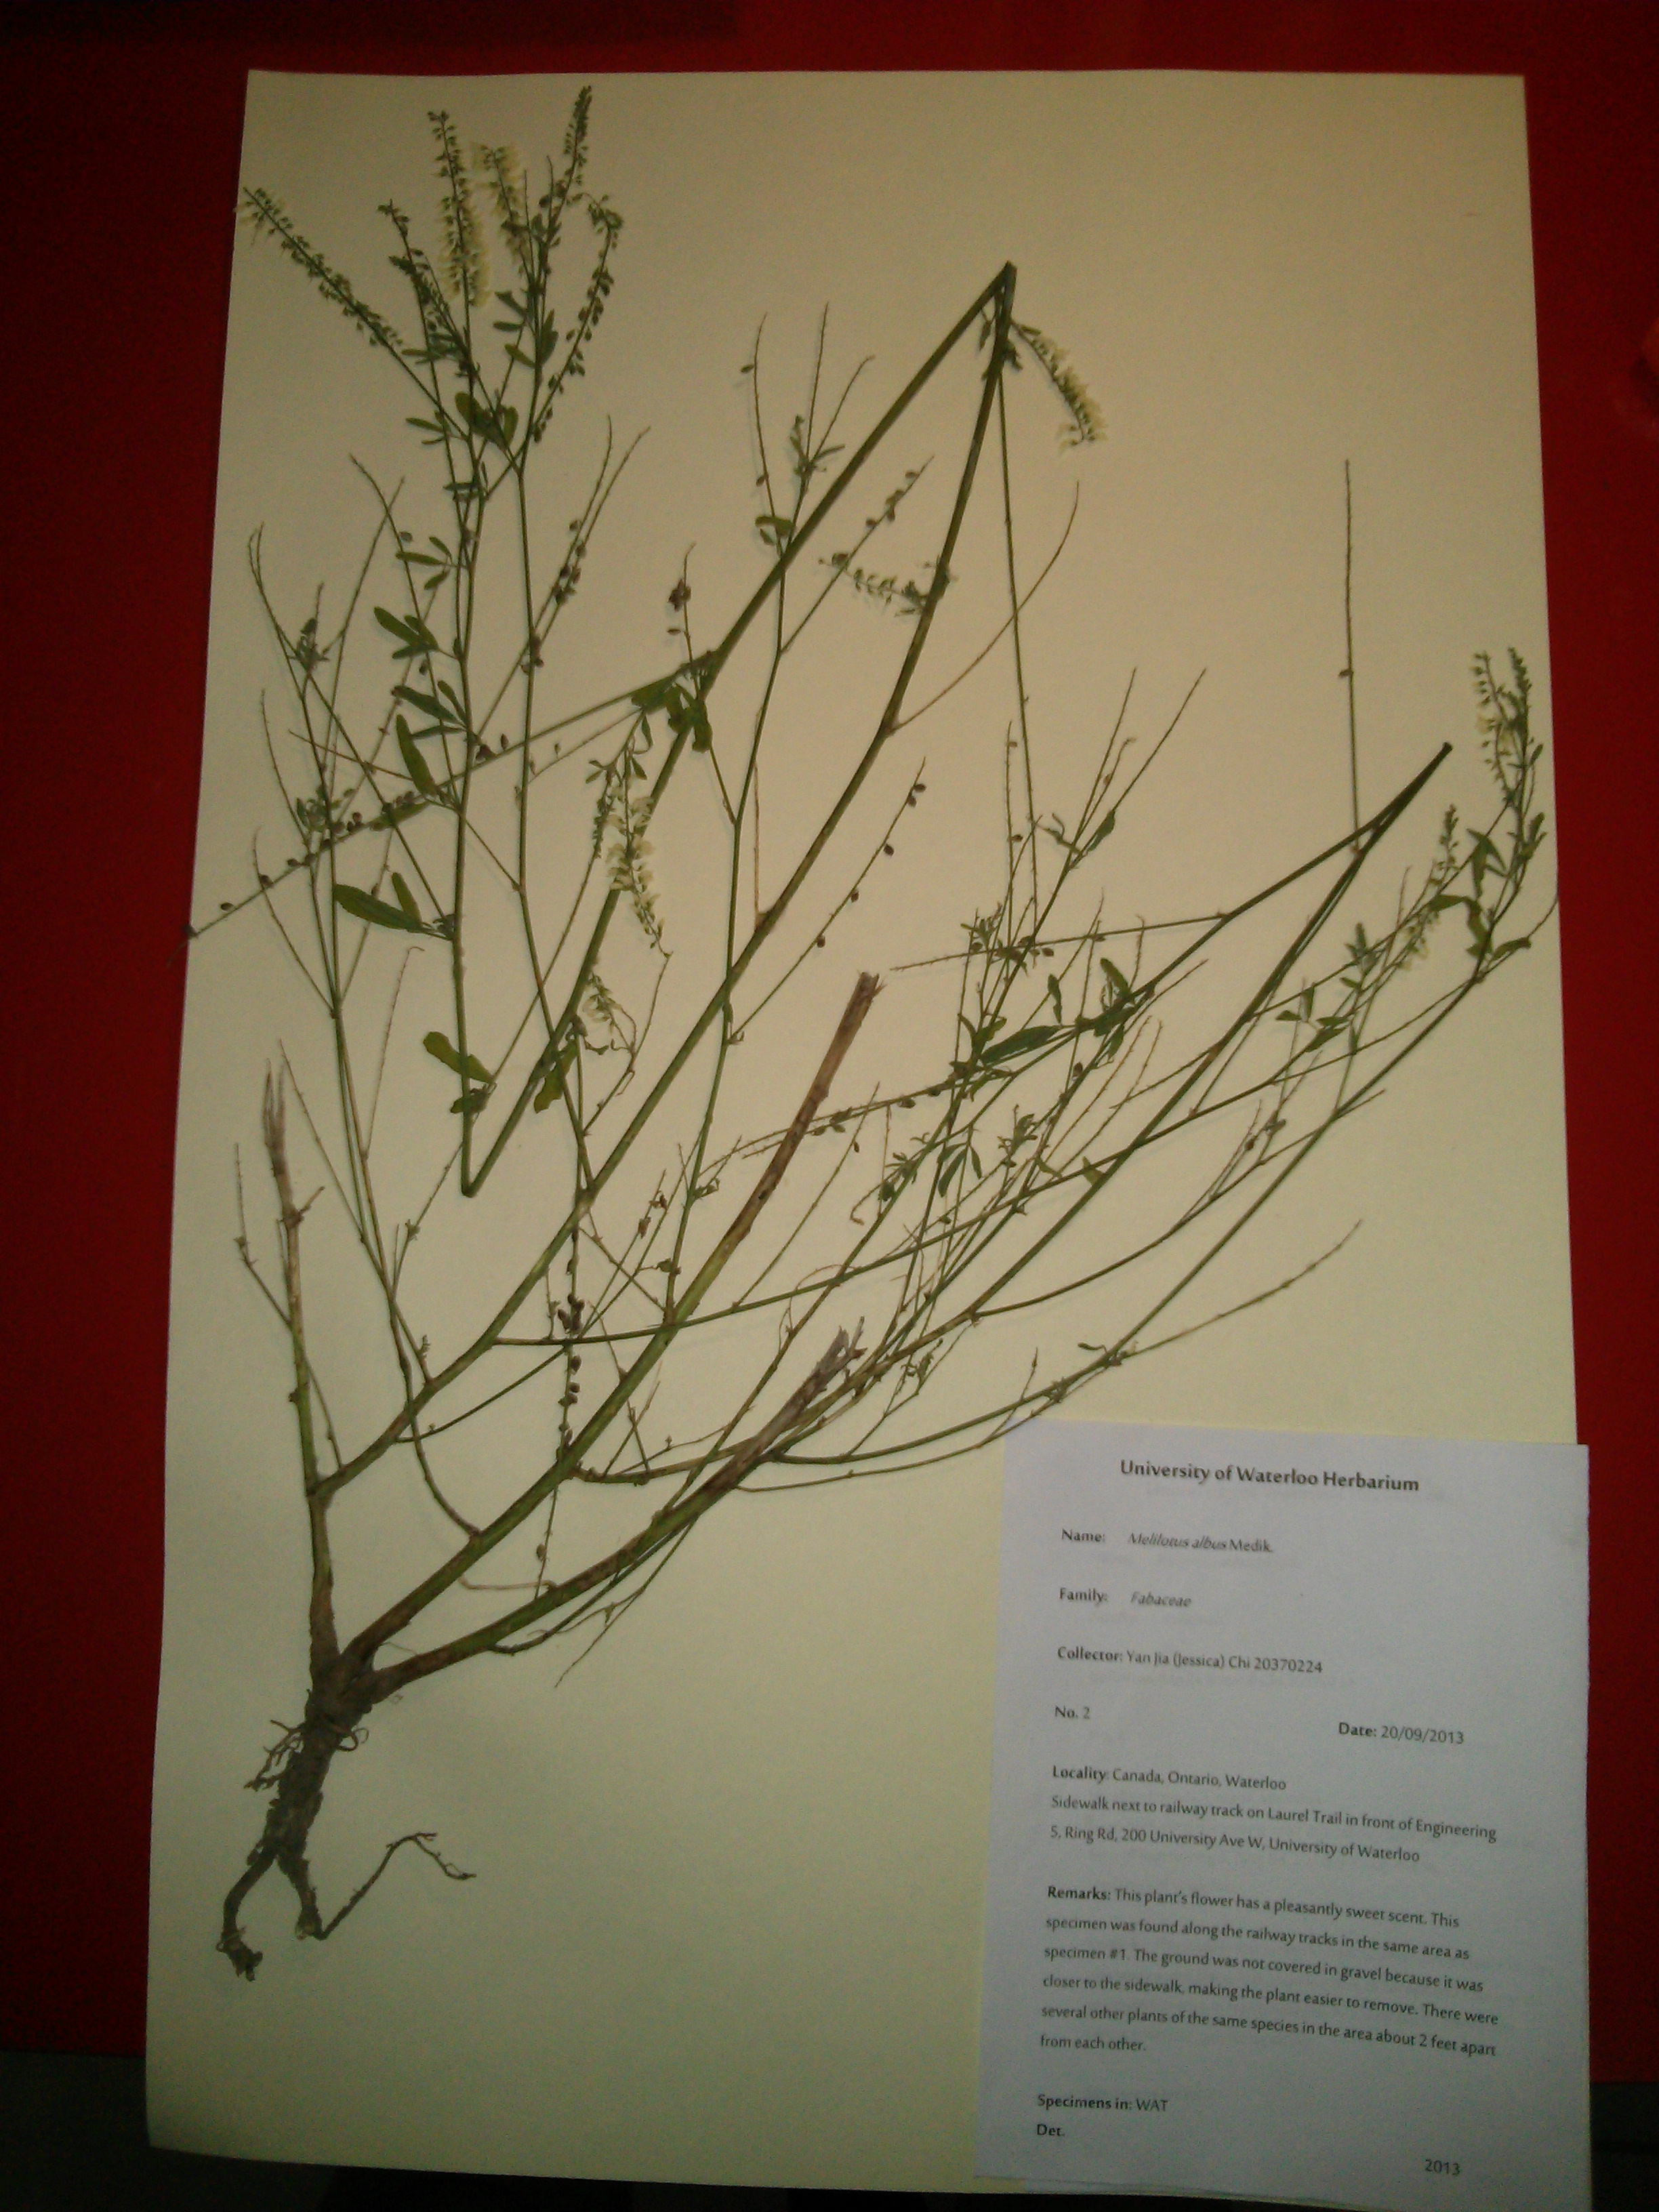 University of Waterloo Herbarium
Name: Melilotus albus Medik.
Family: Fabaceae
Collector: Yan Jia (Jessica) Chi 20370224
No. 2
Date: 20/09/2013
Locality: Canada, Ontario, Waterloo
Sidewalk next to railway track on Laurel Trail in front of Engineering
5, Ring Rd, 200 University Ave W, University of Waterloo
Remarks: This plant's flower has a pleasantly sweet scent. This
specimen was found along the railway tracks in the same area as
specimen #1. The ground was not covered in gravel because it was
closer to the sidewalk, making the plant easier to remove. There were
several other plants of the same species in the area about 2 feet apart
from each other.
Specimens in: WAT
Det.
2013